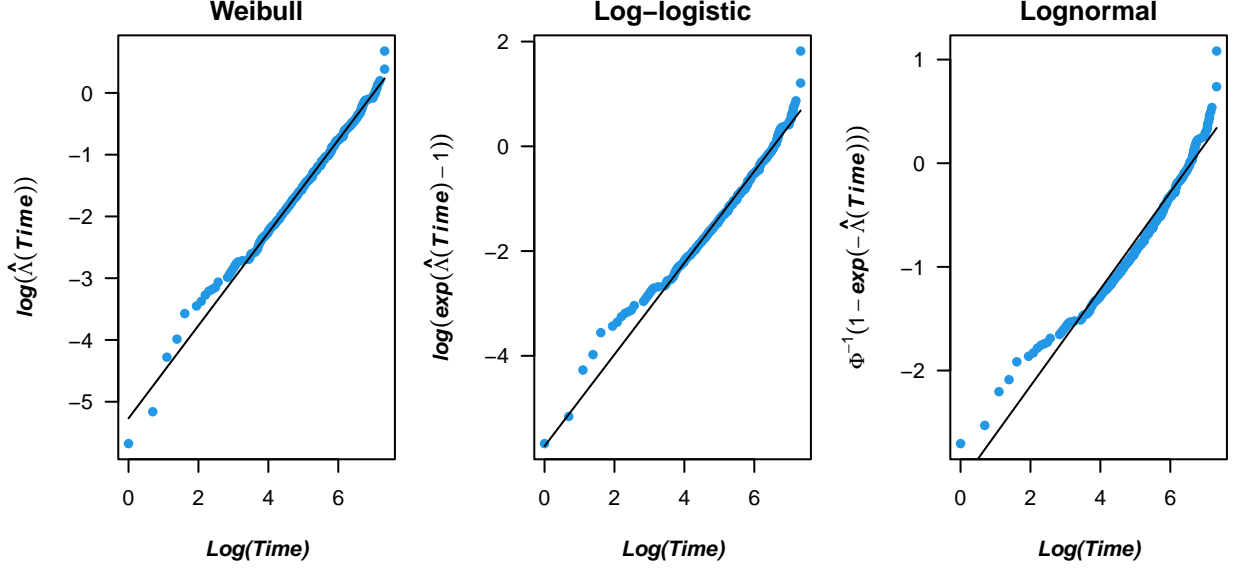 Weibull
log(Λ̂(Time))
0
−1
−2
−3
−4
−5
0 2 4 6
Log(Time)
Log−logistic
log(exp(Λ̂(Time)−1))
2
0
−2
−4
0 2 4 6
Log(Time)
Lognormal
Φ⁻¹(1−exp(−Λ̂(Time)))
1
0
−1
−2
0 2 4 6
Log(Time)